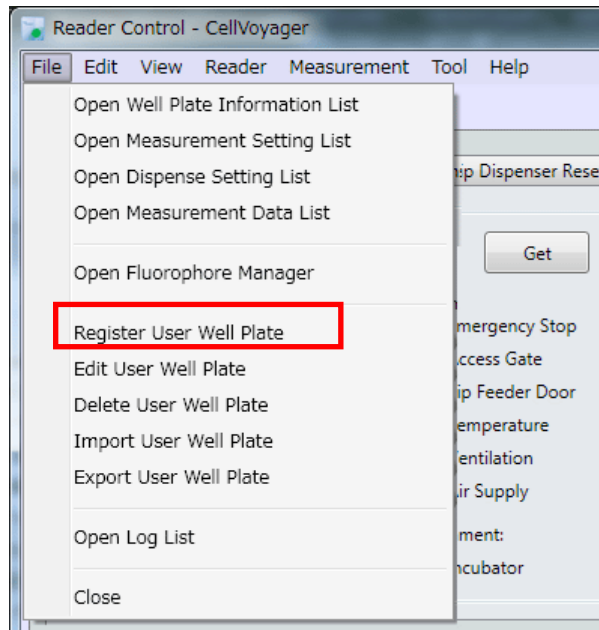 Reader Control - CellVoyager
File Edit View Reader Measurement Tool Help
Open Well Plate Information List
Open Measurement Setting List
Open Dispense Setting List
Dispenser Rese
Open Measurement Data List
Get
Open Fluorophore Manager
Register User Well Plate
mergency Stop
Edit User Well Plate
ccess Gate
Delete User Well Plate
ip Feeder Door
Import User Well Plate
emperature
Export User Well Plate
entilation
ir Supply
Open Log List
ment:
ncubator
Close